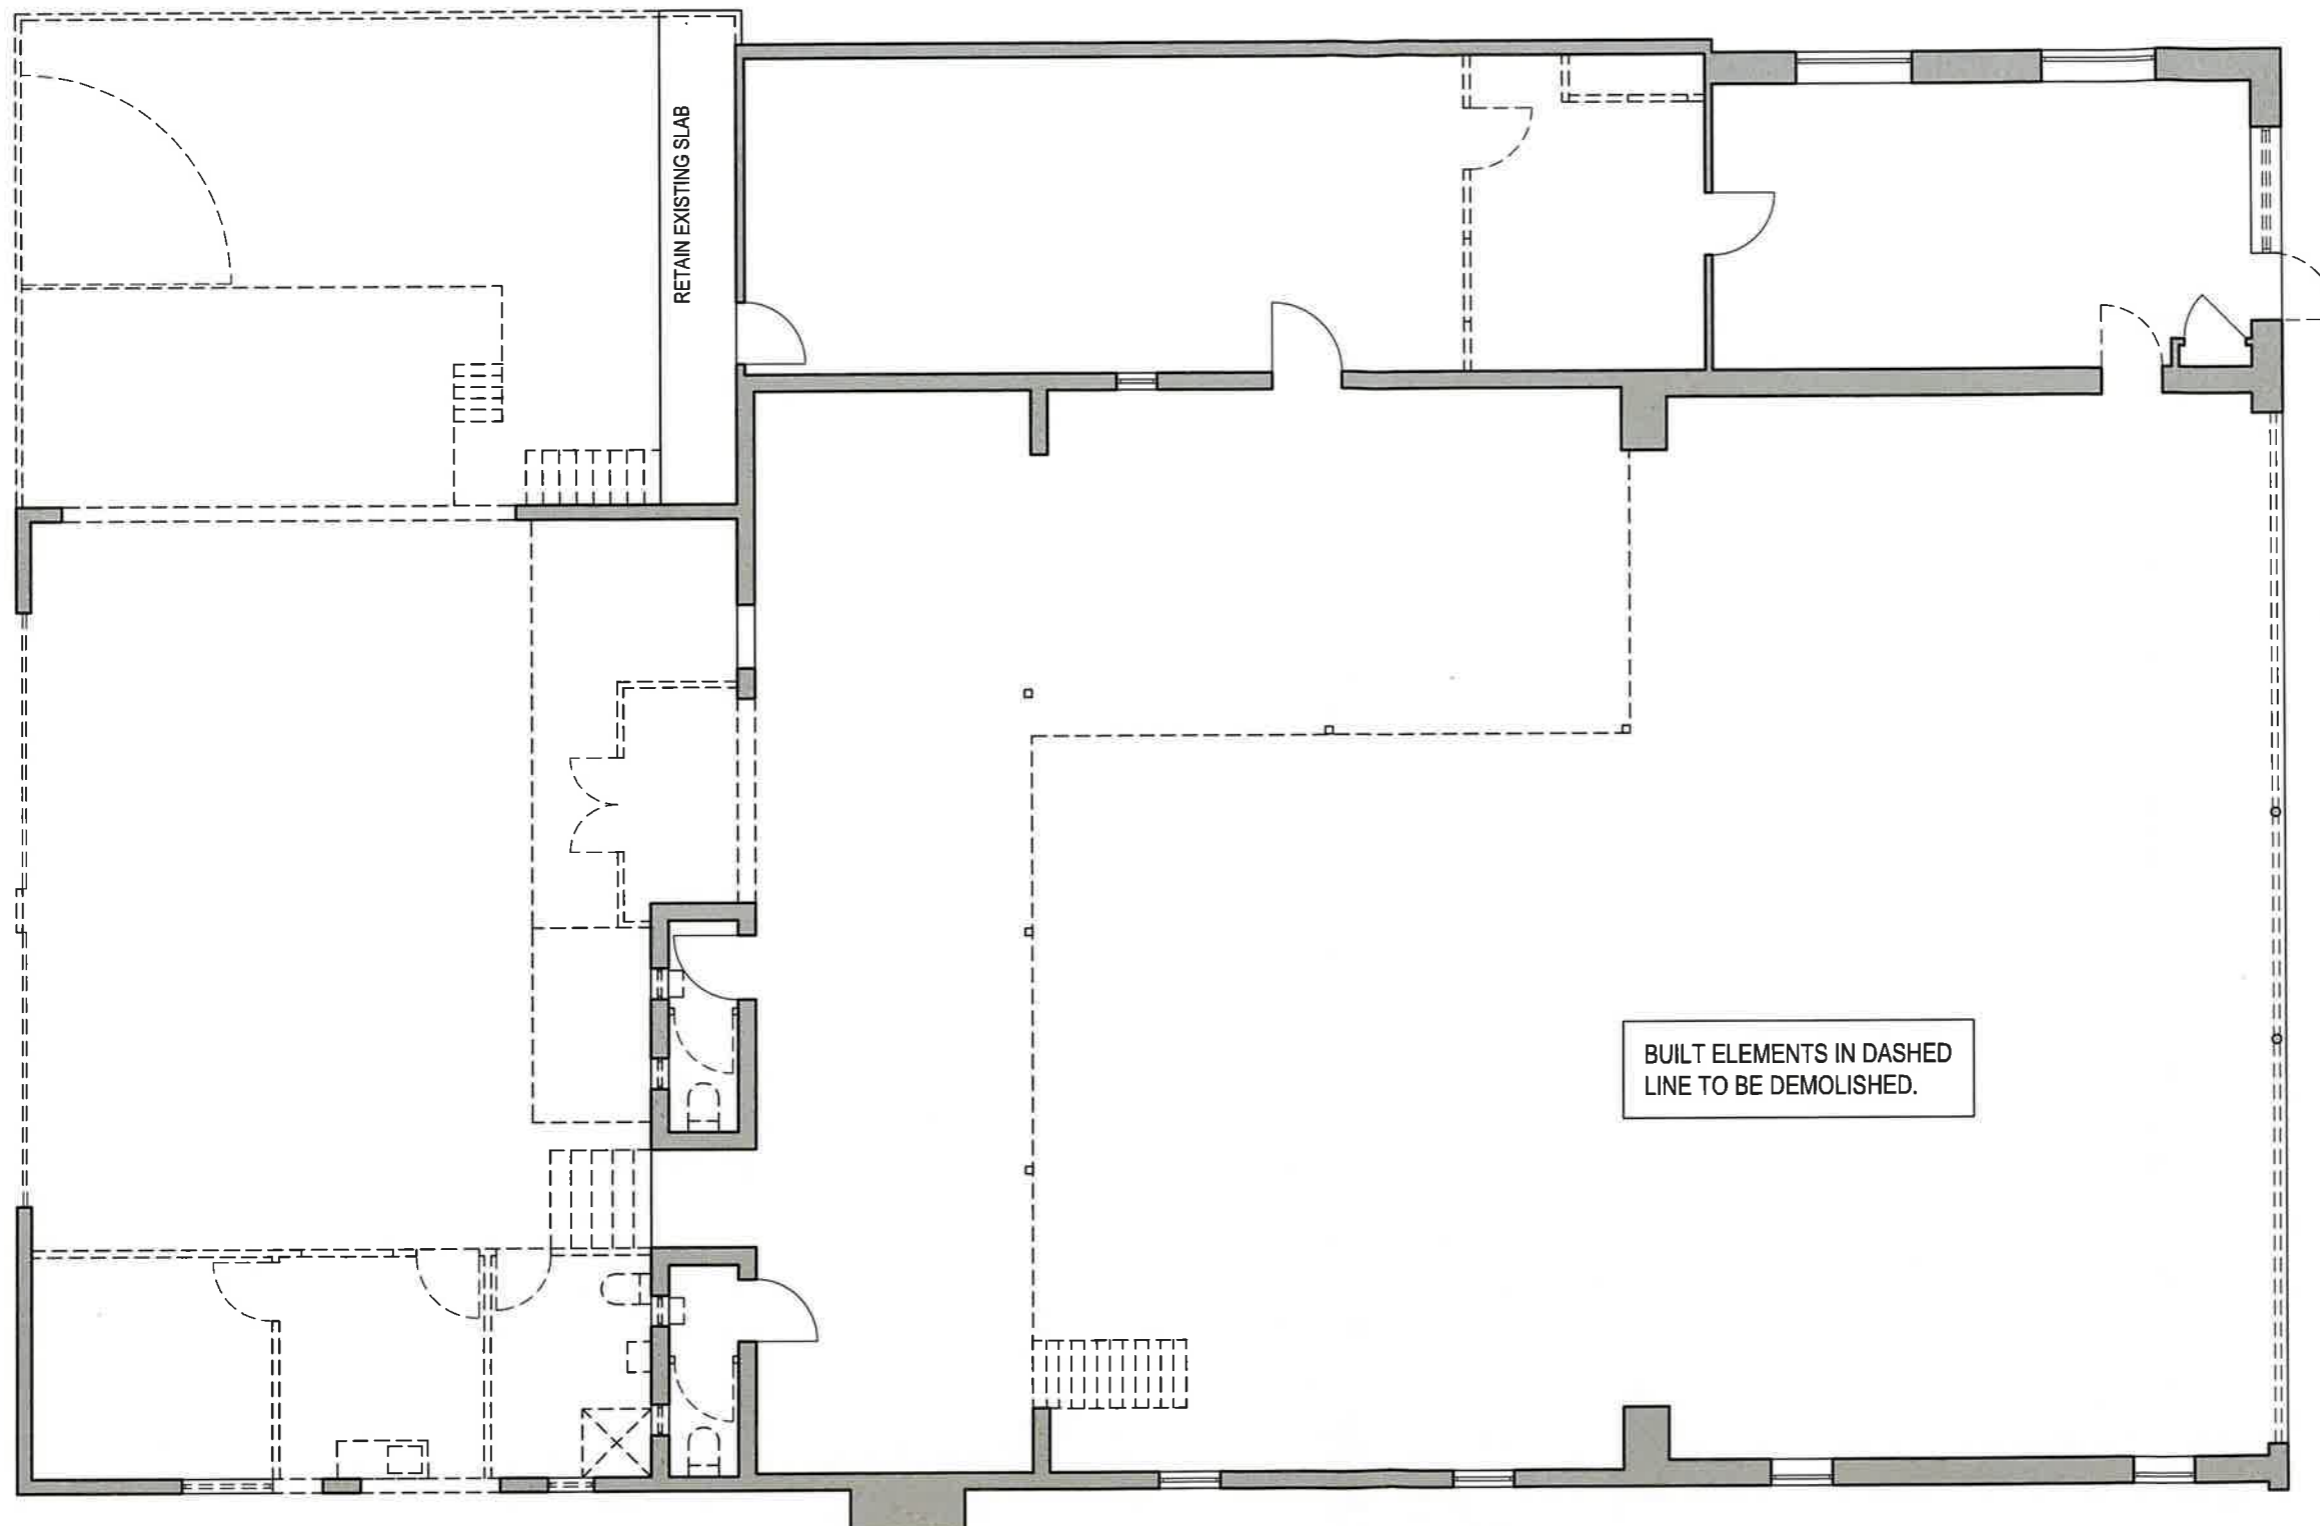 RETAIN EXISTING SLAB
BUILT ELEMENTS IN DASHED
LINE TO BE DEMOLISHED.